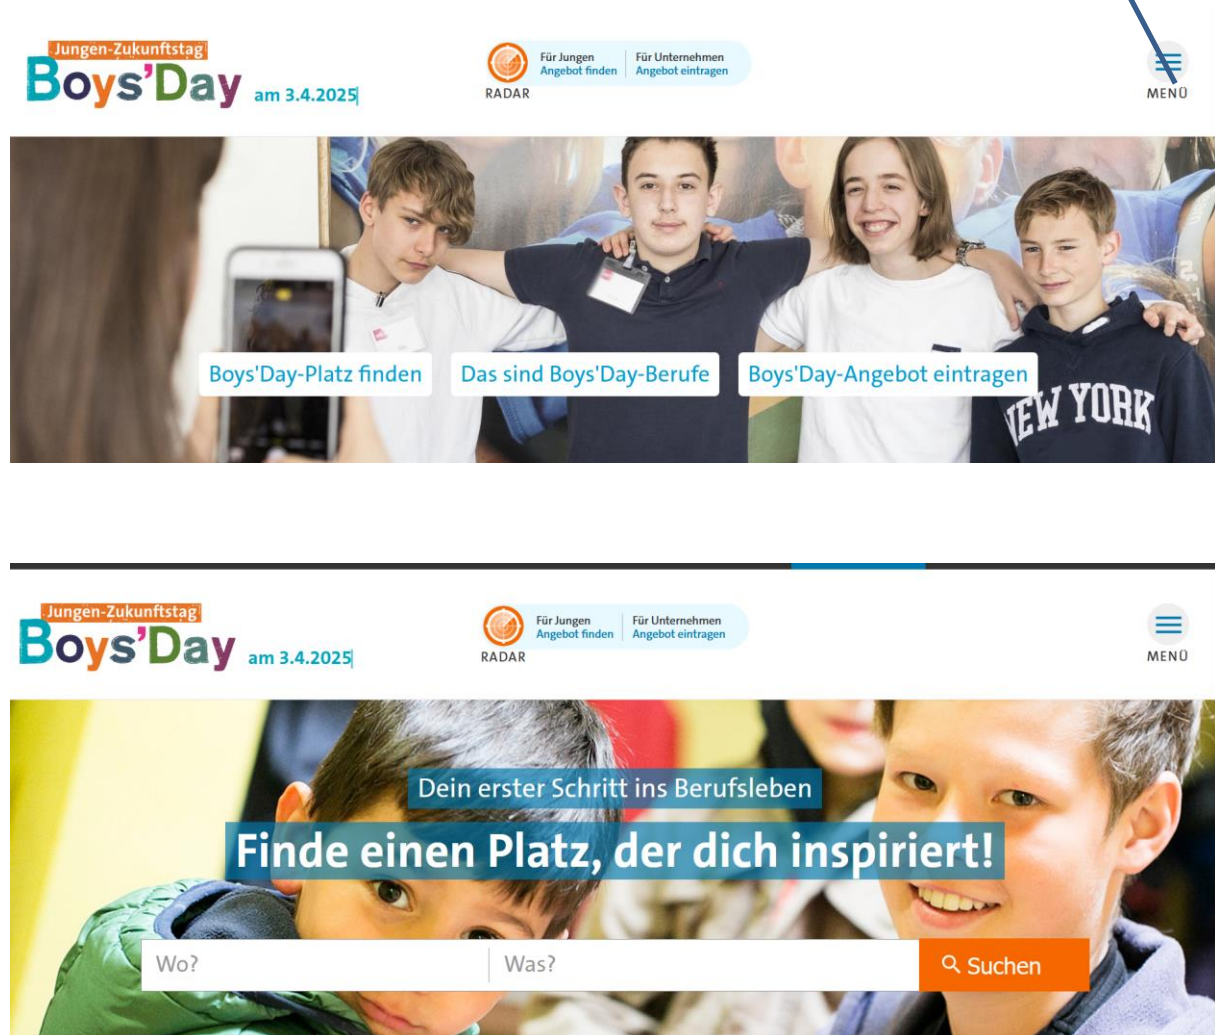 Jungen-Zukunftstag
Boys'Day am 3.4.2025
RADAR
Für Jungen
Angebot finden
Für Unternehmen
Angebot eintragen
MENÜ
Boys'Day-Platz finden
Das sind Boys'Day-Berufe
Boys'Day-Angebot eintragen
NEW YORK
Jungen-Zukunftstag
Boys'Day am 3.4.2025
RADAR
Für Jungen
Angebot finden
Für Unternehmen
Angebot eintragen
MENÜ
Dein erster Schritt ins Berufsleben
Finde einen Platz, der dich inspiriert!
Wo?
Was?
Suchen